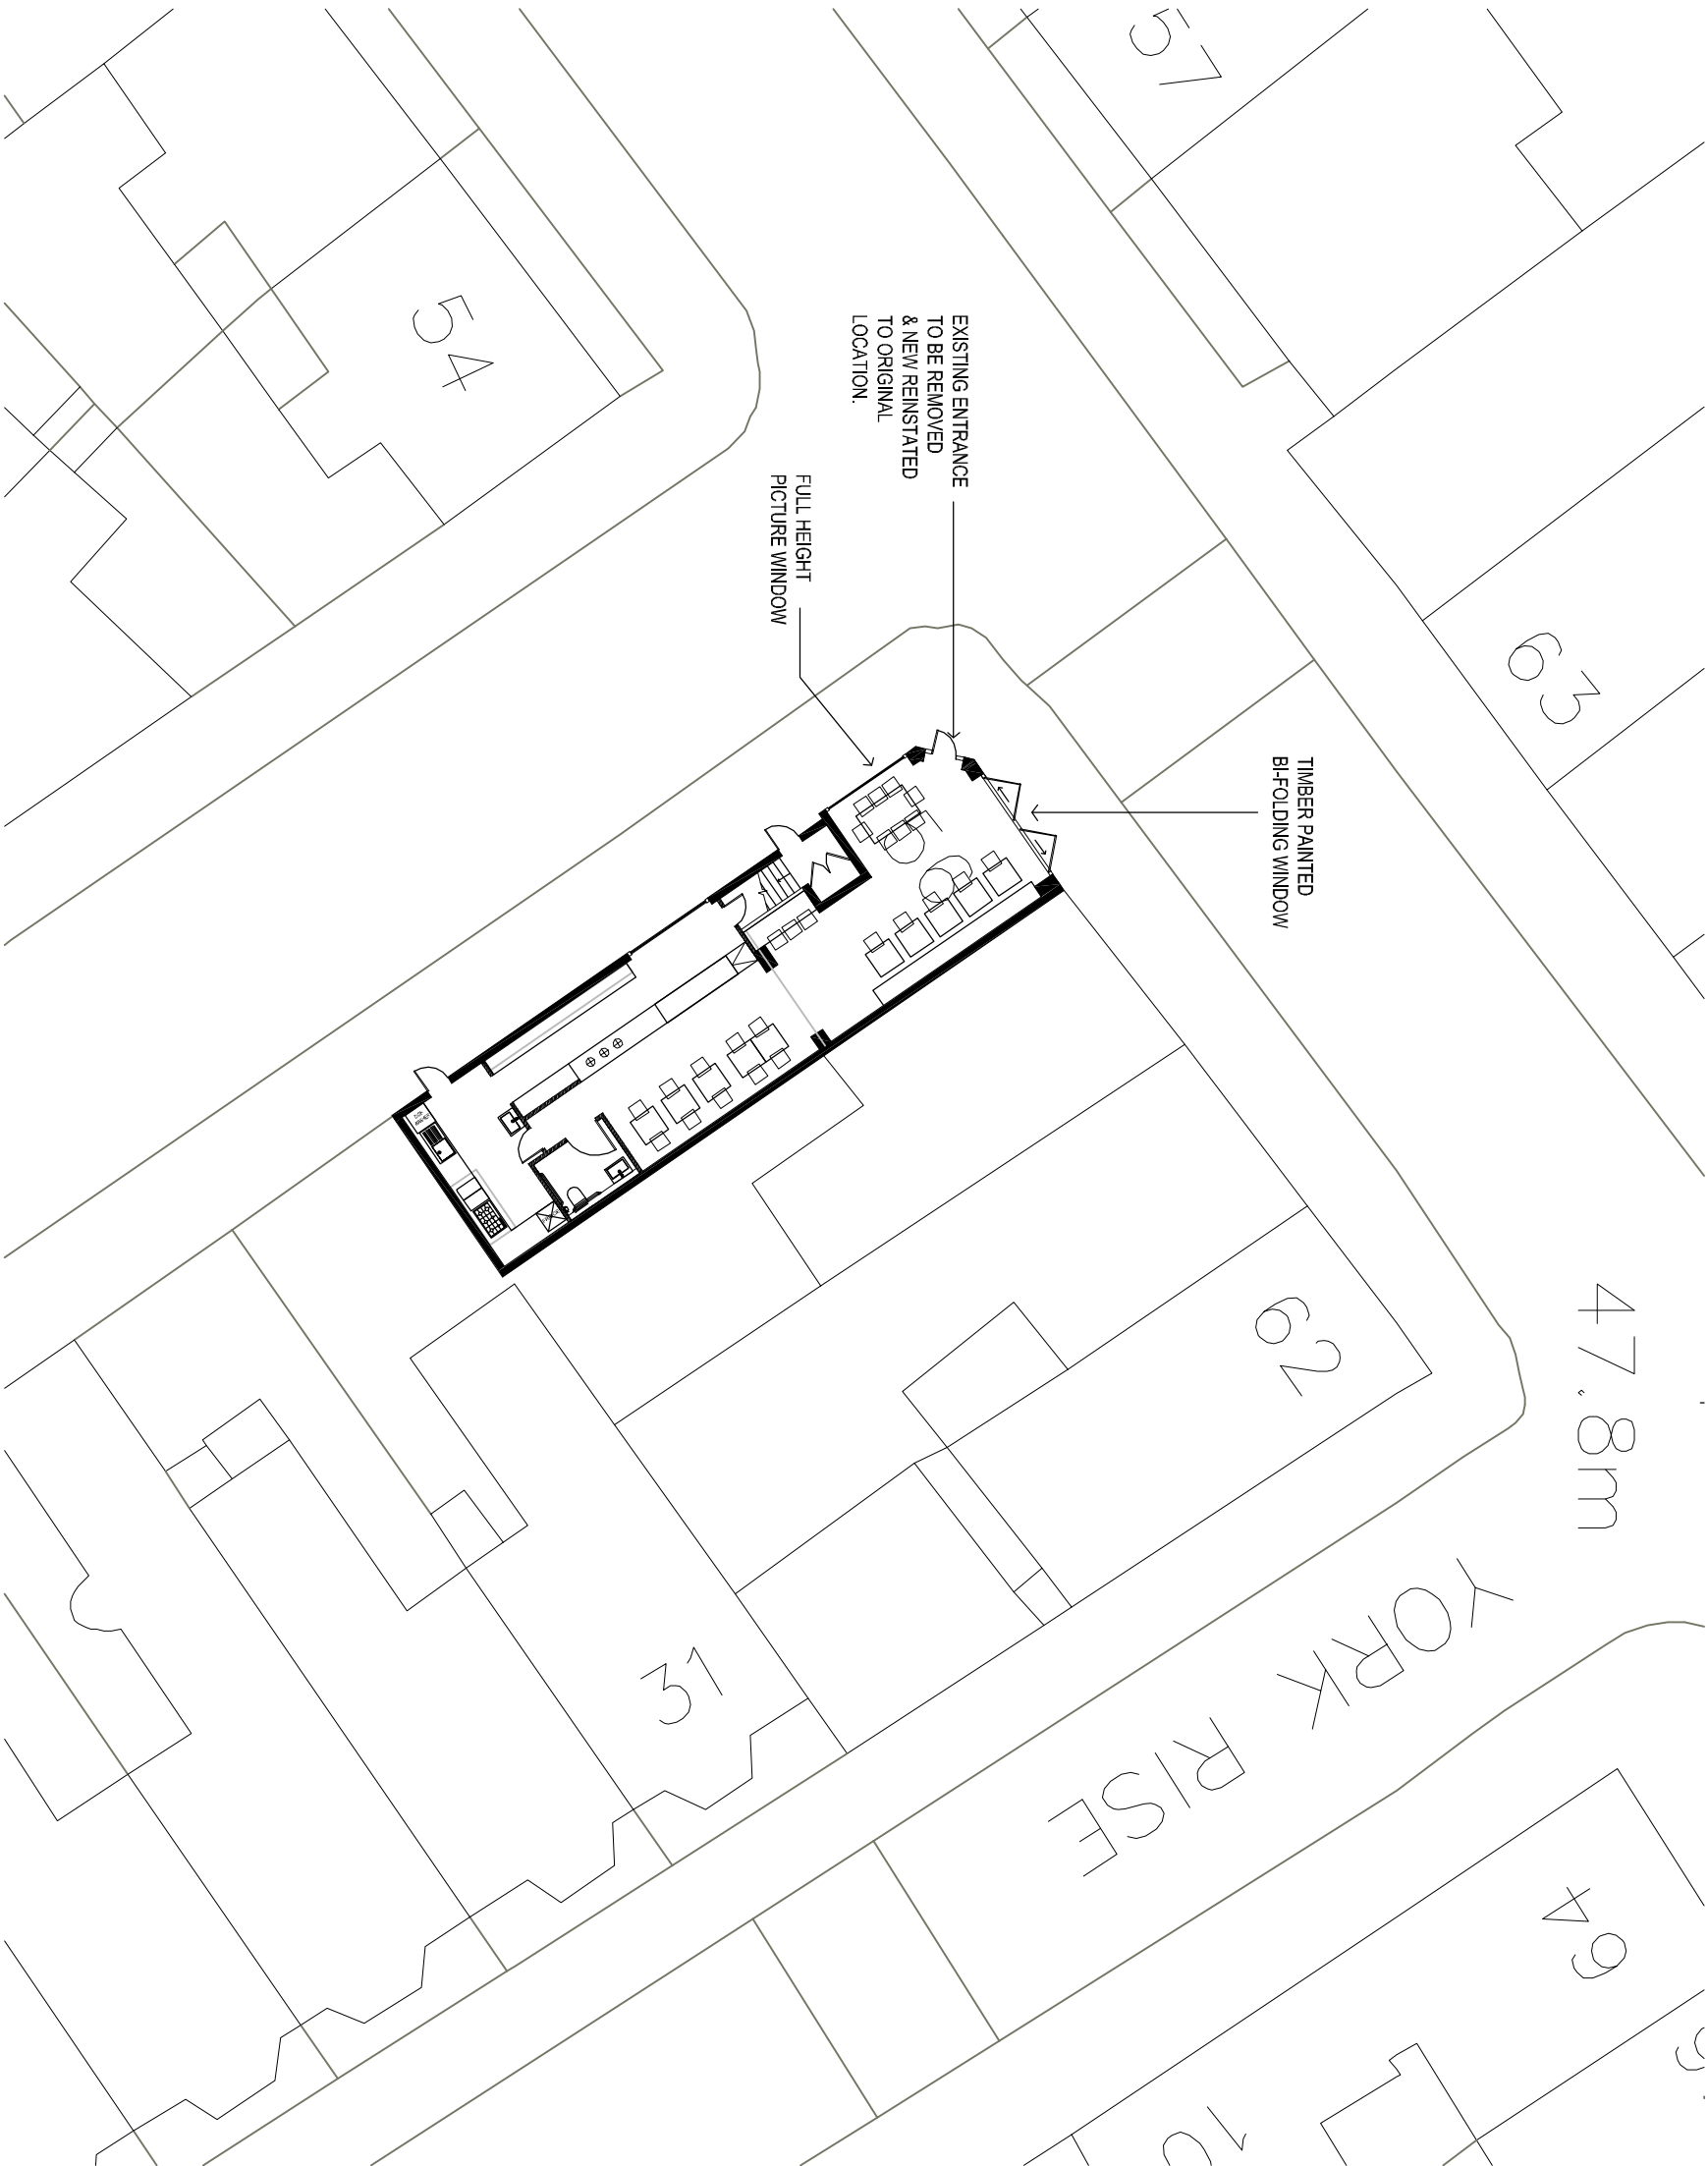 EXISTING ENTRANCE
TO BE REMOVED
& NEW REINSTATED
TO ORIGINAL
LOCATION.
FULL HEIGHT
PICTURE WINDOW
TIMBER PAINTED
BI-FOLDING WINDOW
57
54
63
62
47.8m
YORK RISE
31
64